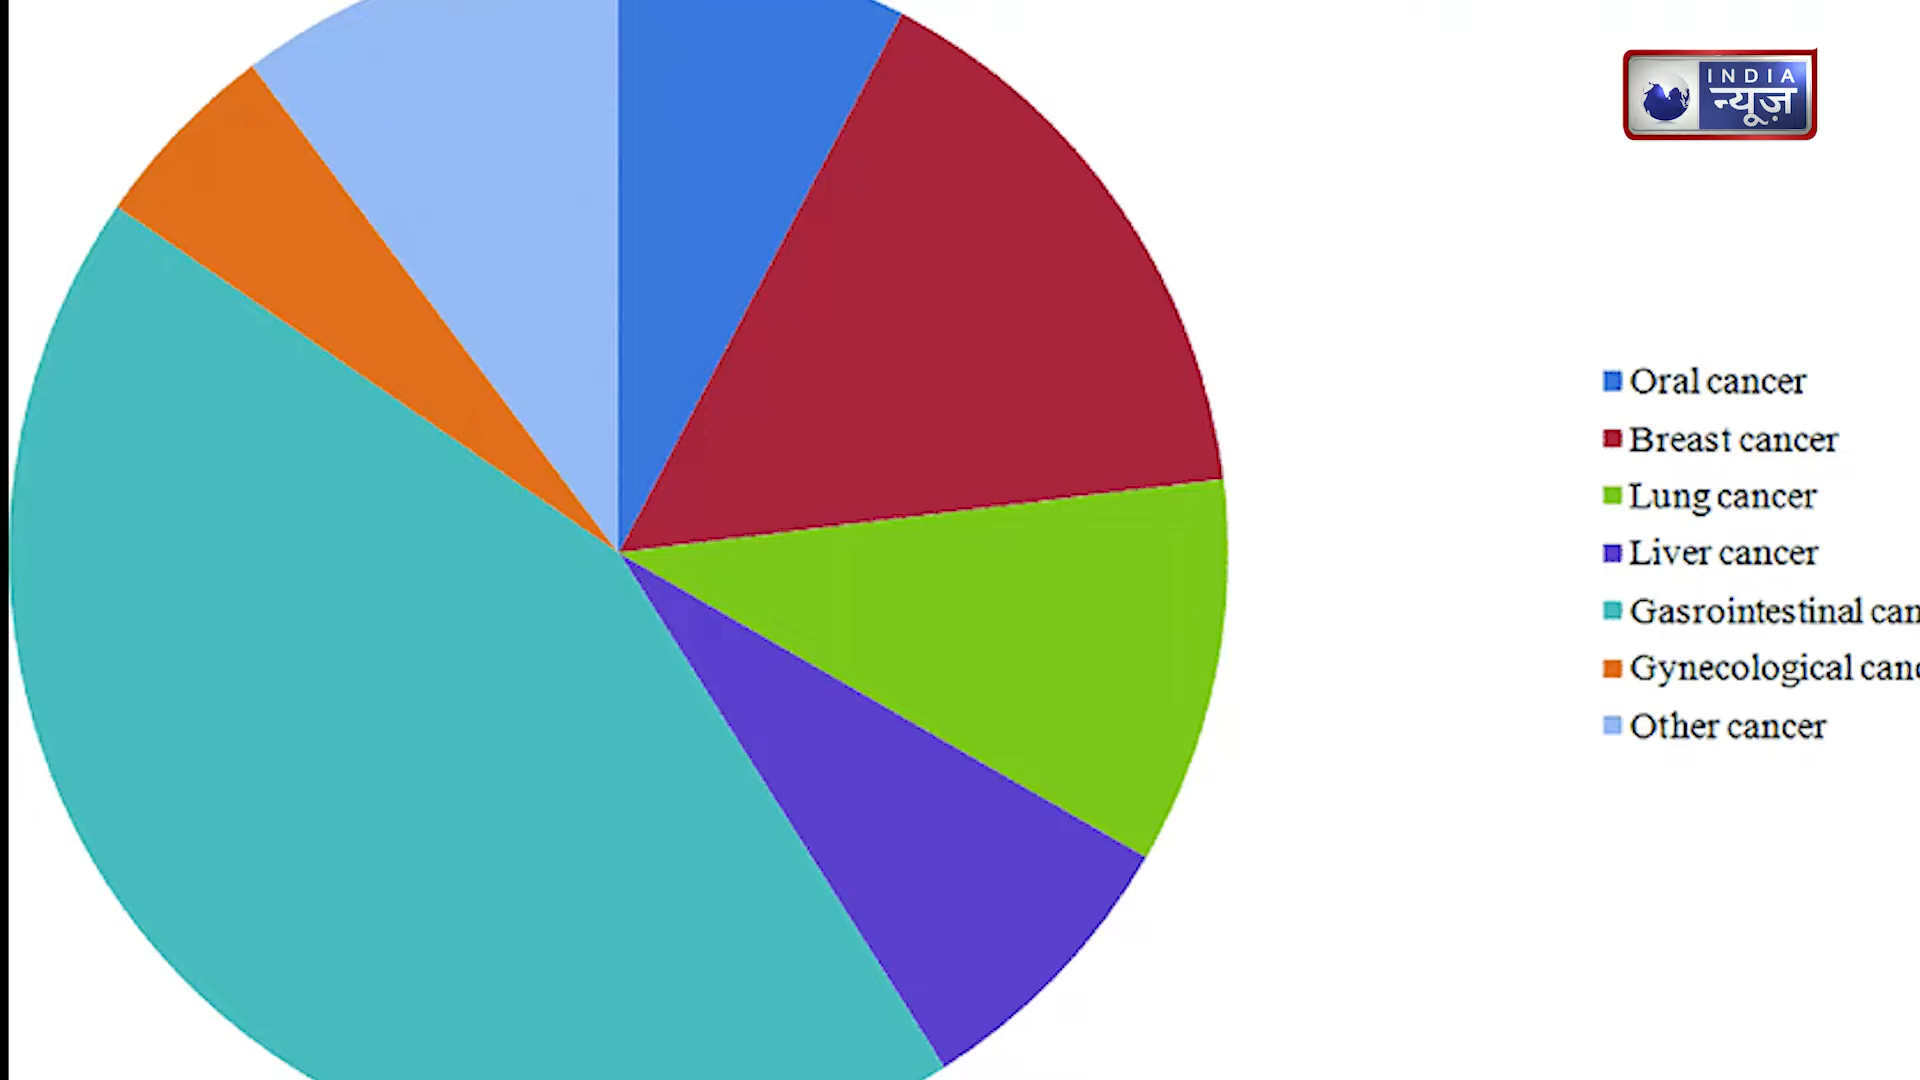 INDIA
न्यूज़
Oral cancer
Breast cancer
Lung cancer
Liver cancer
Gasrointestinal can
Gynecological canc
Other cancer